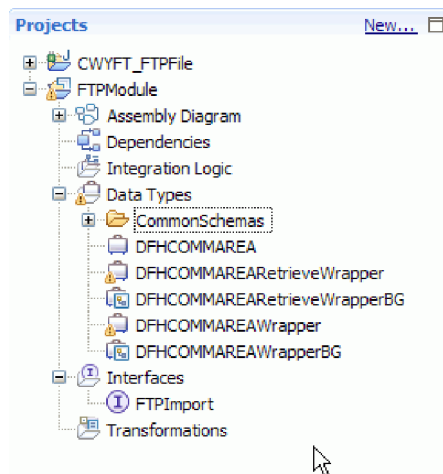 Projects New...
CWYFT_FTPFile
FTPModule
Assembly Diagram
Dependencies
Integration Logic
Data Types
CommonSchemas
DFHCOMMAREA
DFHCOMMAREARetrieveWrapper
DFHCOMMAREARetrieveWrapperBG
DFHCOMMAREAWrapper
DFHCOMMAREAWrapperBG
Interfaces
FTPImport
Transformations